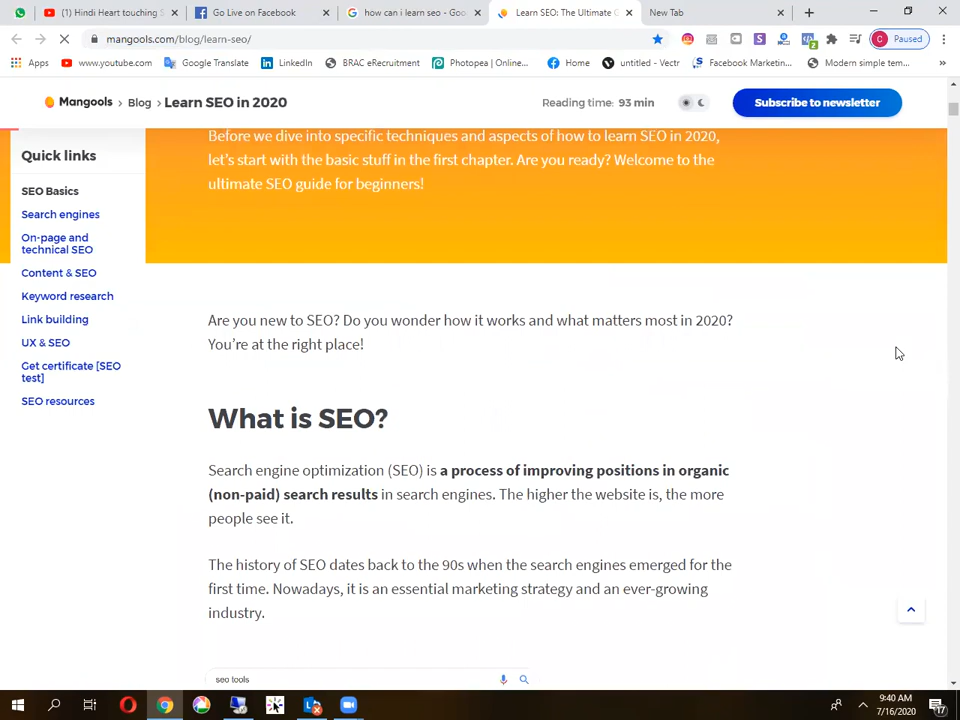 (1) Hindi Heart touching S
Go Live on Facebook
how can i learn seo - Goo
Learn SEO: The Ultimate G
New Tab
mangools.com/blog/learn-seo/
Paused
Apps
www.youtube.com
Google Translate
LinkedIn
BRAC eRecruitment
Photopea | Online...
Home
untitled - Vectr
Facebook Marketin...
Modern simple tem...
Mangools › Blog › Learn SEO in 2020
Reading time: 93 min
Subscribe to newsletter
Quick links
SEO Basics
Search engines
On-page and
technical SEO
Content & SEO
Keyword research
Link building
UX & SEO
Get certificate [SEO
test]
SEO resources
Before we dive into specific techniques and aspects of how to learn SEO in 2020,
let's start with the basic stuff in the first chapter. Are you ready? Welcome to the
ultimate SEO guide for beginners!
Are you new to SEO? Do you wonder how it works and what matters most in 2020?
You're at the right place!
What is SEO?
Search engine optimization (SEO) is a process of improving positions in organic
(non-paid) search results in search engines. The higher the website is, the more
people see it.
The history of SEO dates back to the 90s when the search engines emerged for the
first time. Nowadays, it is an essential marketing strategy and an ever-growing
industry.
seo tools
9:40 AM
7/16/2020
17